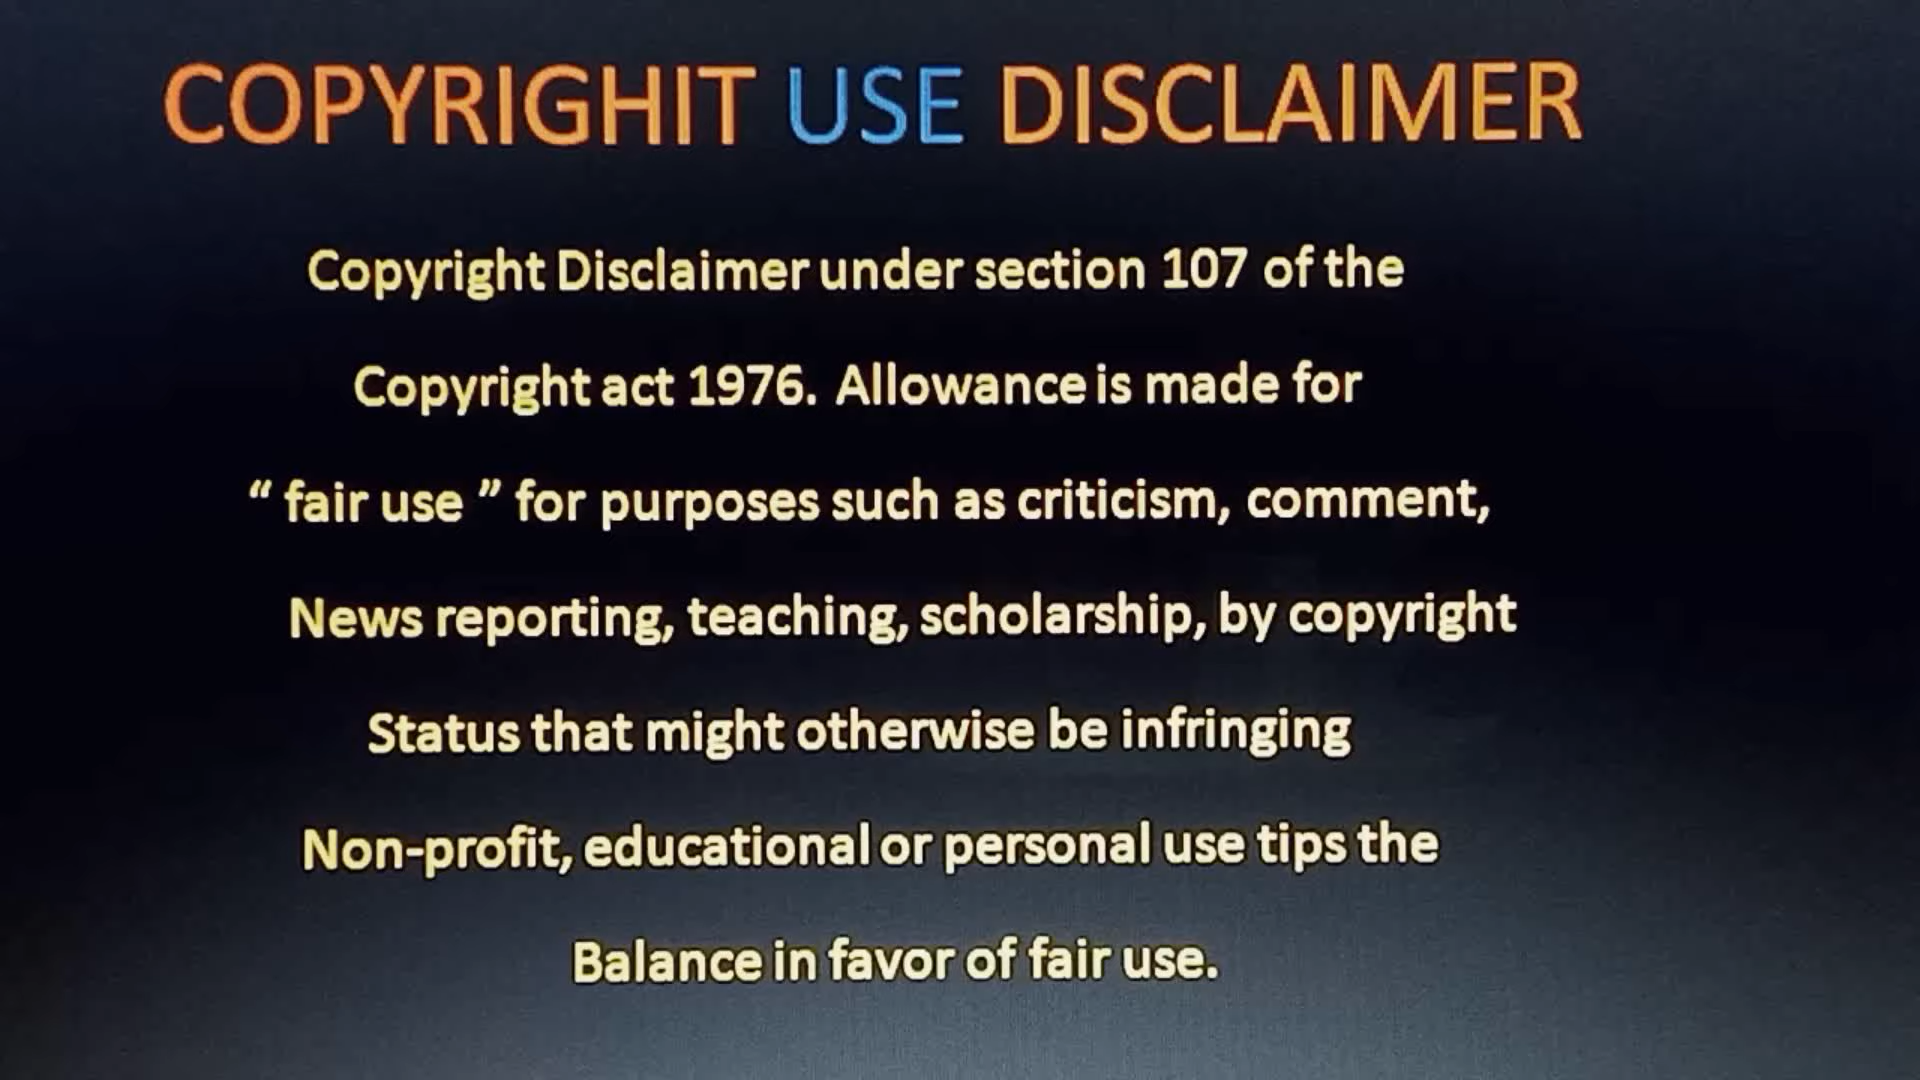 COPYRIGHIT USE DISCLAIMER
Copyright Disclaimer under section 107 of the
Copyright act 1976. Allowance is made for
“ fair use ” for purposes such as criticism, comment,
News reporting, teaching, scholarship, by copyright
Status that might otherwise be infringing
Non-profit, educational or personal use tips the
Balance in favor of fair use.